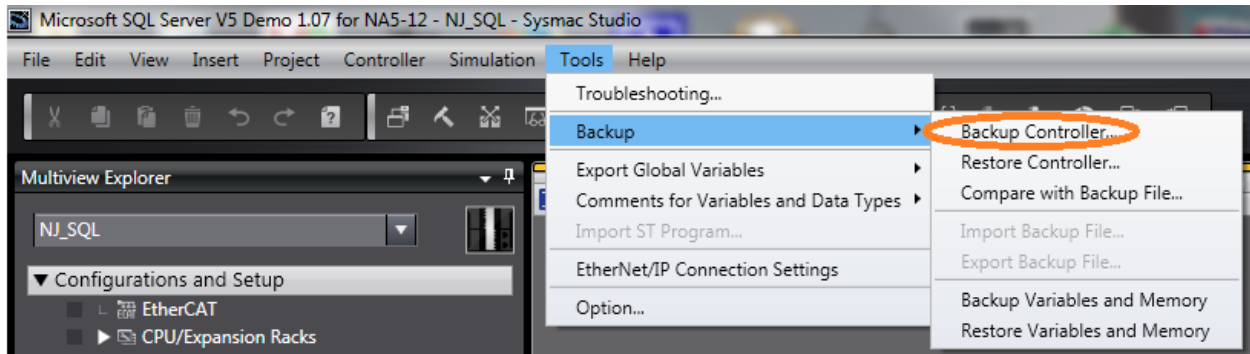 Microsoft SQL Server V5 Demo 1.07 for NA5-12 - NJ_SQL - Sysmac Studio
File Edit View Insert Project Controller Simulation Tools Help
Troubleshooting...
Backup
Export Global Variables
Comments for Variables and Data Types
Import ST Program...
EtherNet/IP Connection Settings
Option...
Backup Controller...
Restore Controller...
Compare with Backup File...
Import Backup File...
Export Backup File...
Backup Variables and Memory
Restore Variables and Memory
Multiview Explorer
NJ_SQL
Configurations and Setup
EtherCAT
CPU/Expansion Racks